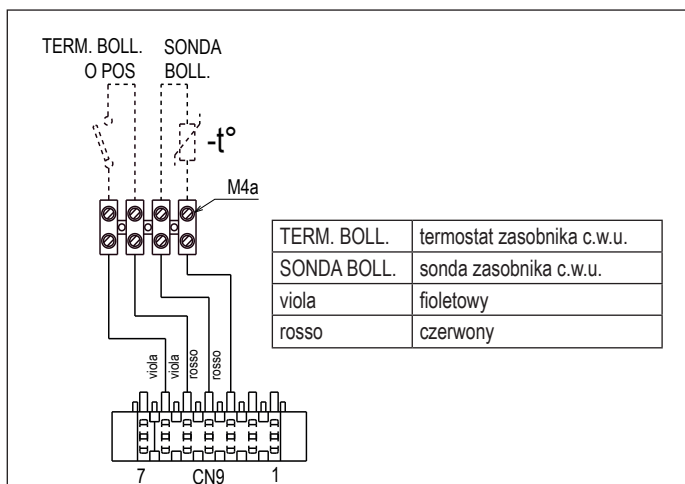 TERM. BOLL.
O POS
SONDA
BOLL.
-t°
M4a
TERM. BOLL. termostat zasobnika c.w.u.
SONDA BOLL. sonda zasobnika c.w.u.
viola fioletowy
rosso czerwony
viola
viola
rosso
rosso
7 CN9 1